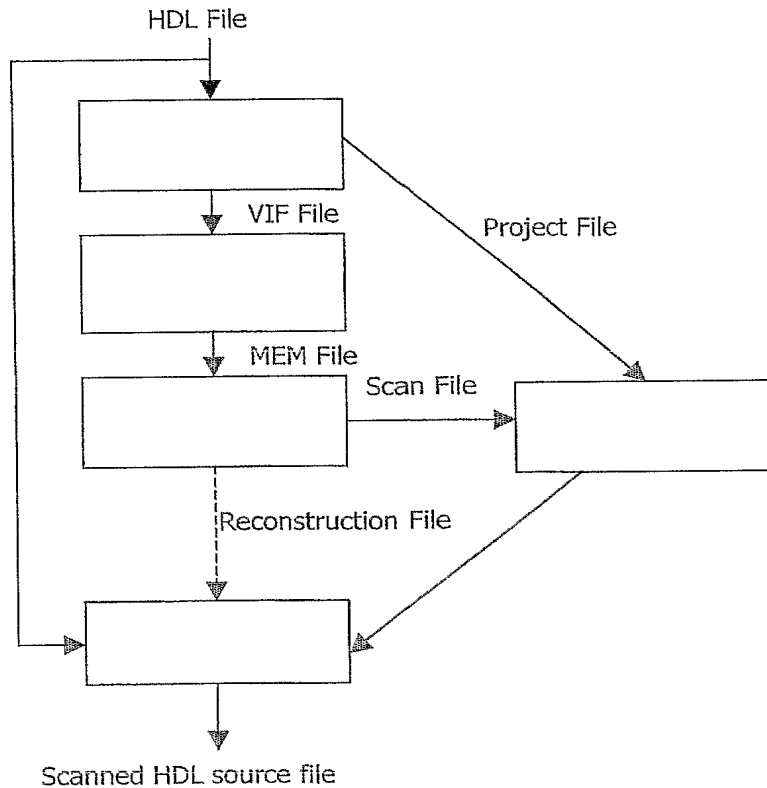 HDL File
VIF File
Project File
MEM File
Scan File
Reconstruction File
Scanned HDL source file